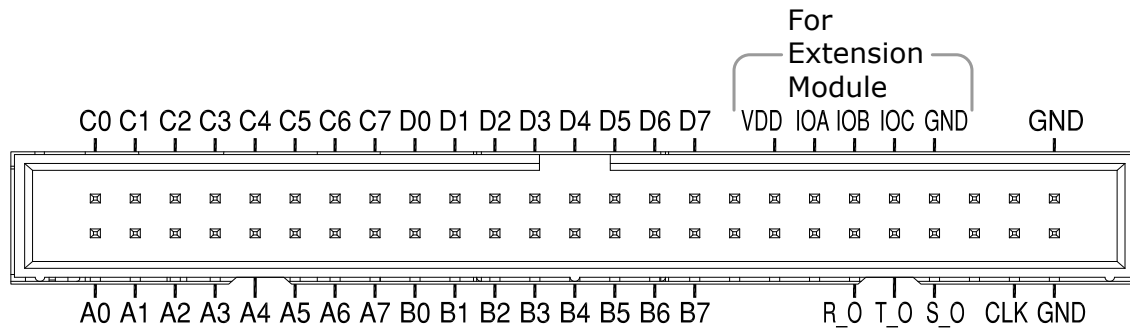 For
Extension
Module
C0 C1 C2 C3 C4 C5 C6 C7 D0 D1 D2 D3 D4 D5 D6 D7 VDD IOA IOB IOC GND GND
A0 A1 A2 A3 A4 A5 A6 A7 B0 B1 B2 B3 B4 B5 B6 B7 R_O T_O S_O CLK GND